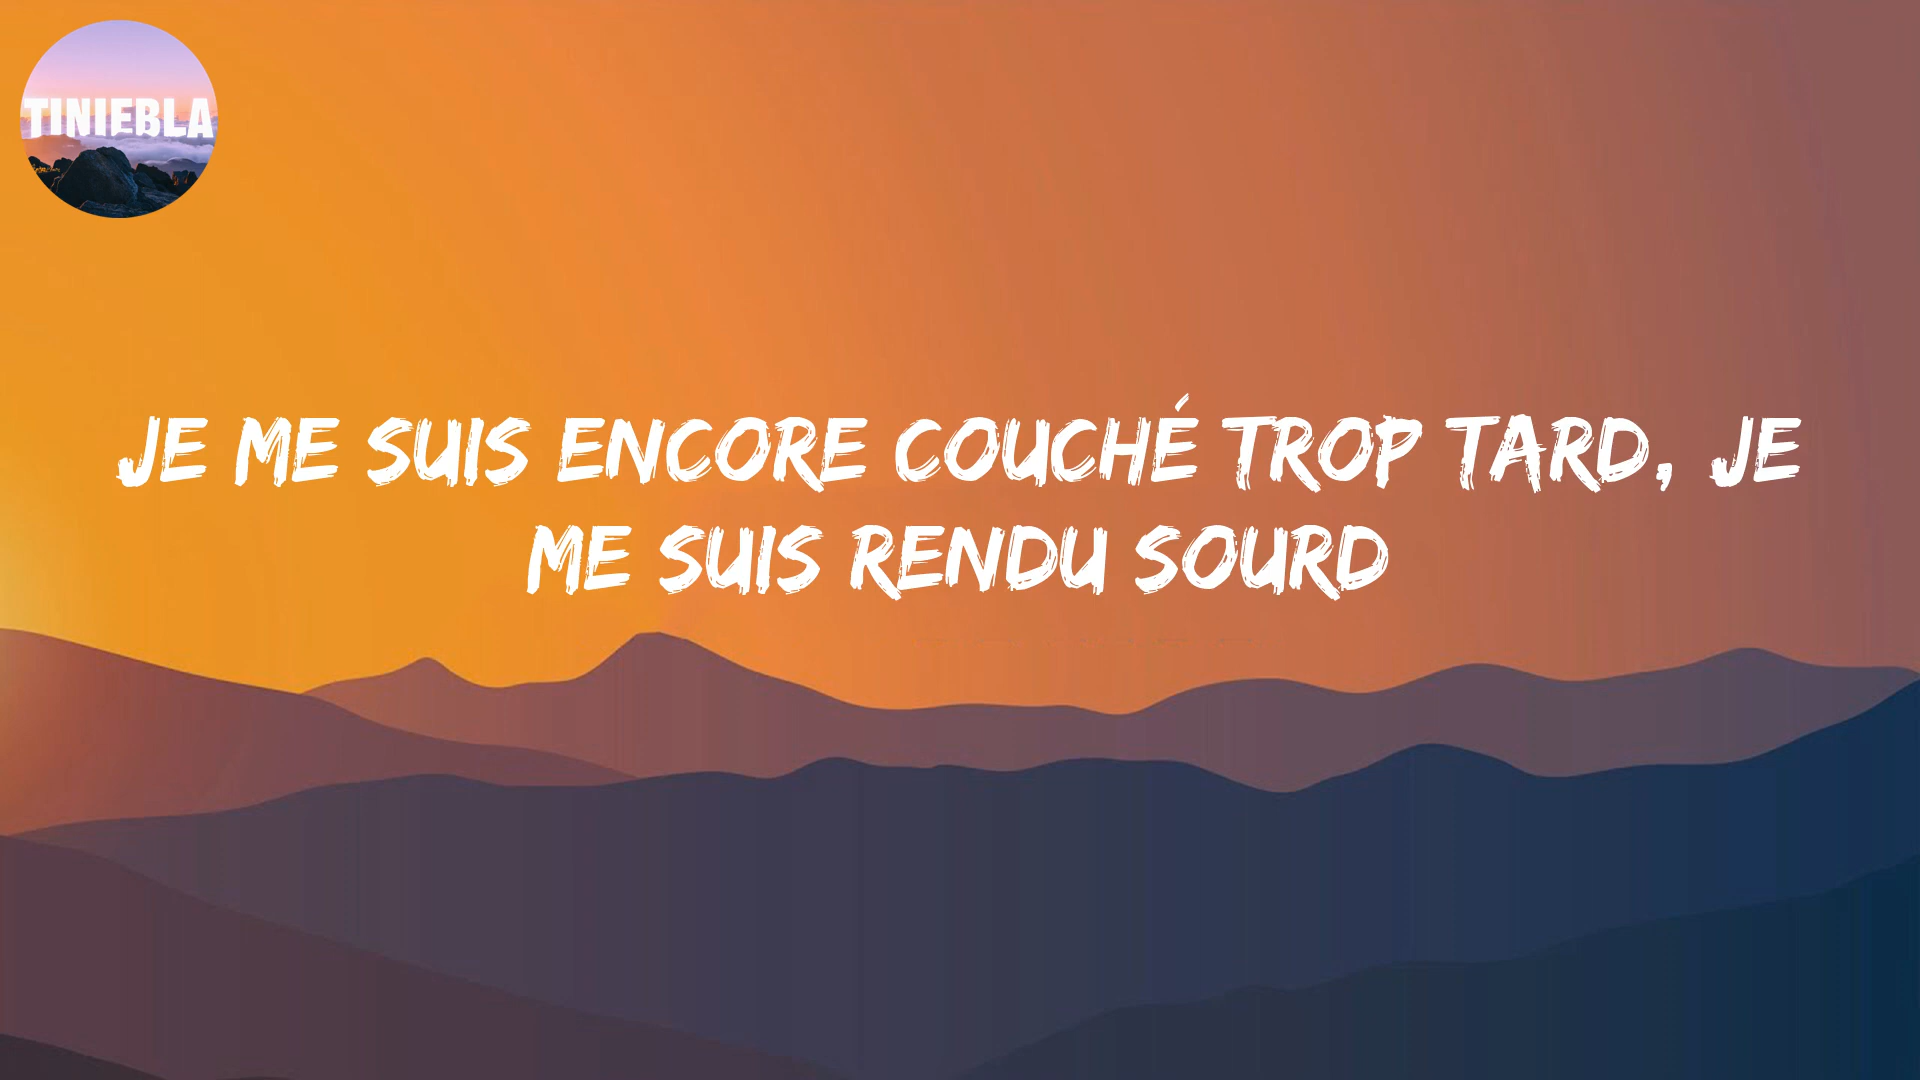 TINIEBLA
JE ME SUIS ENCORE COUCHÉ TROP TARD, JE
ME SUIS RENDU SOURD